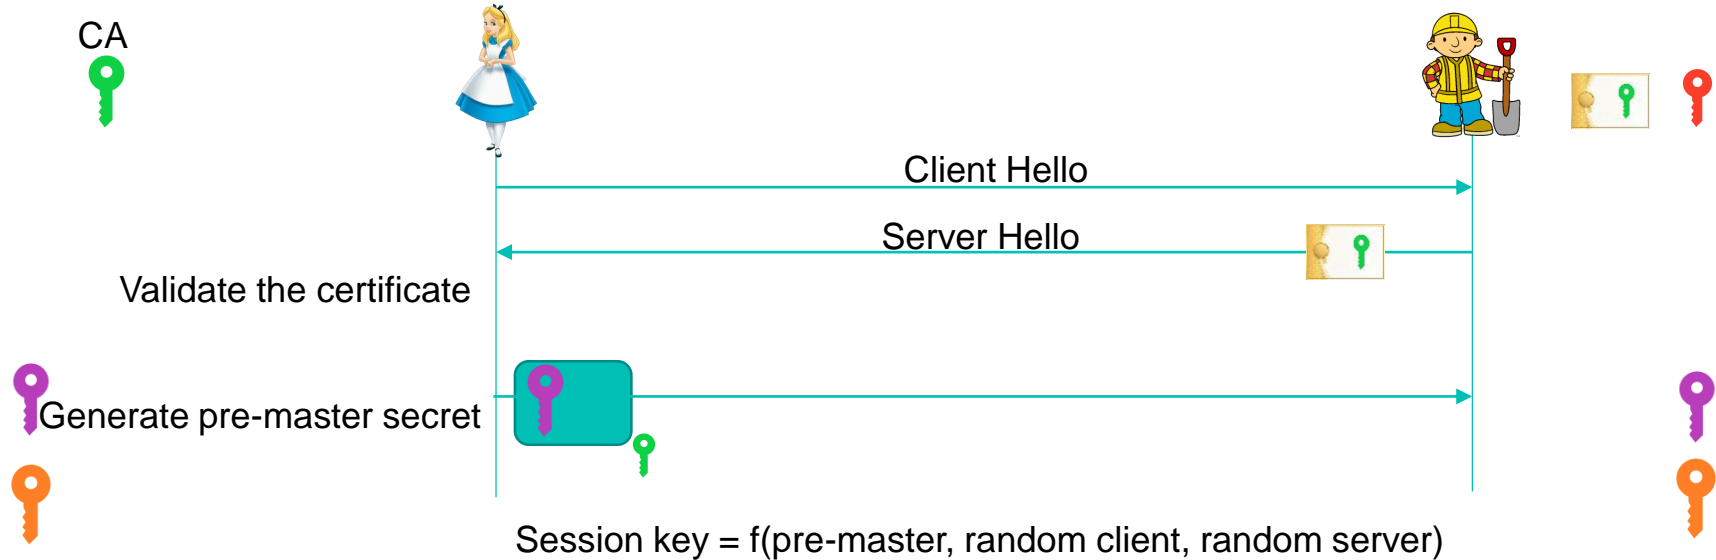 CA
Client Hello
Server Hello
Validate the certificate
Generate pre-master secret
Session key = f(pre-master, random client, random server)